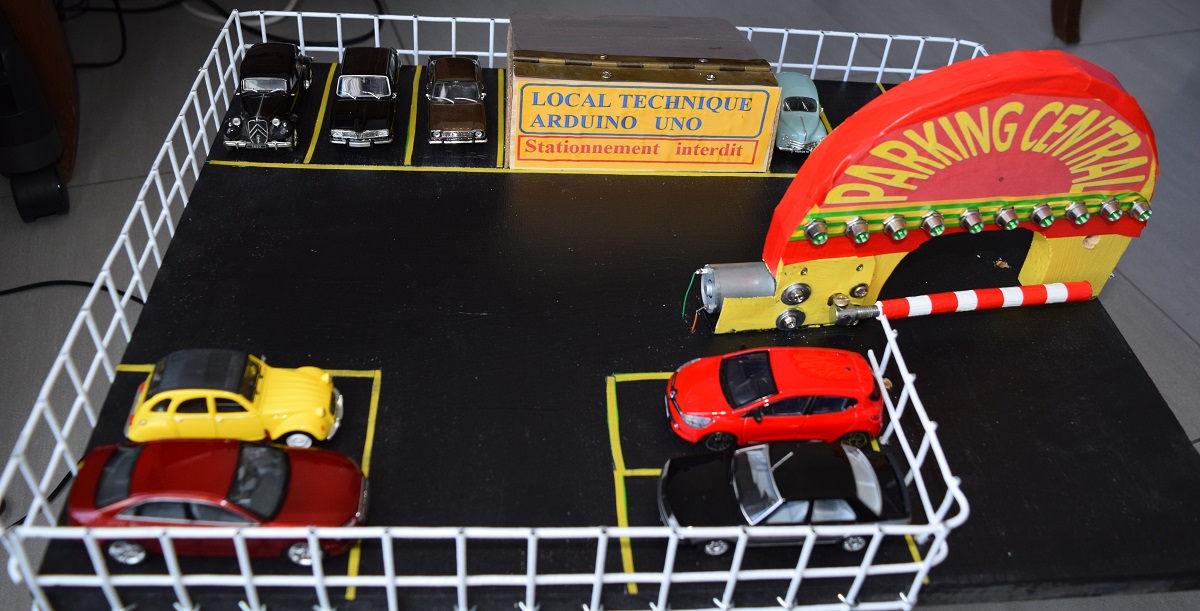 LOCAL TECHNIQUE
ARDUINO UNO
Stationnement interdit
PARKING CENTRAL